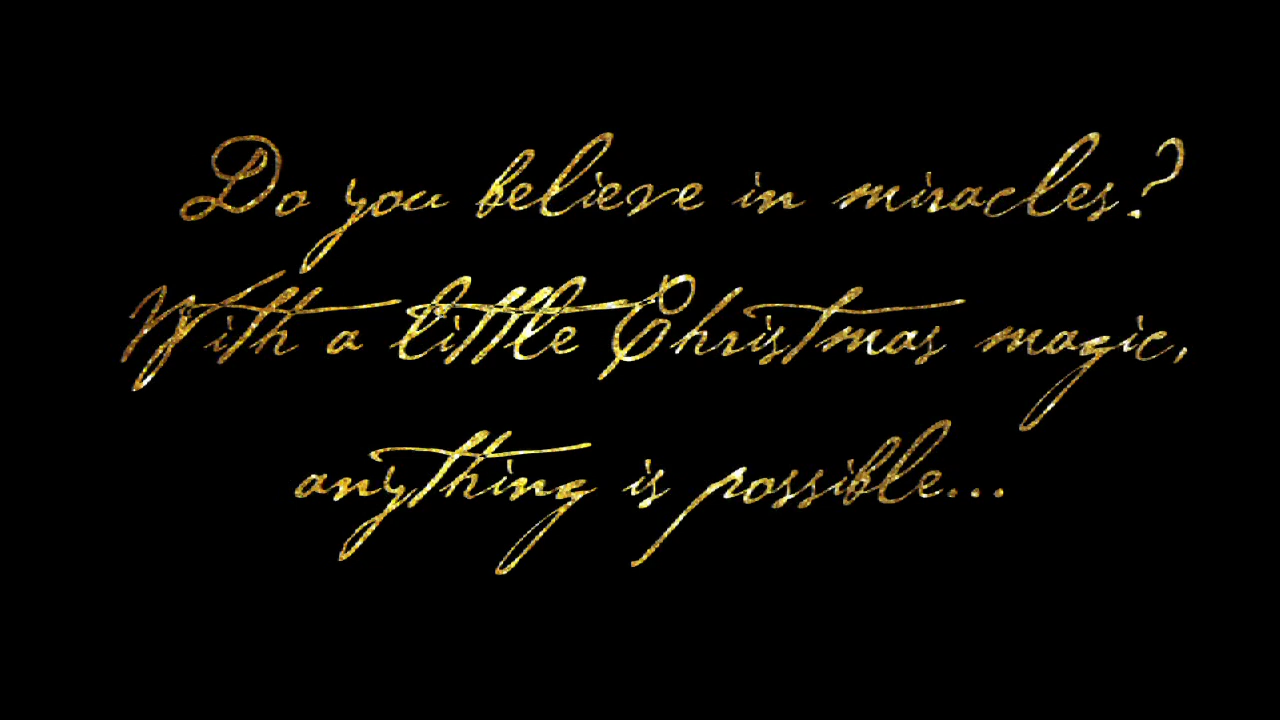 Do you believe in miracles?
With a little Christmas magic,
anything is possible...